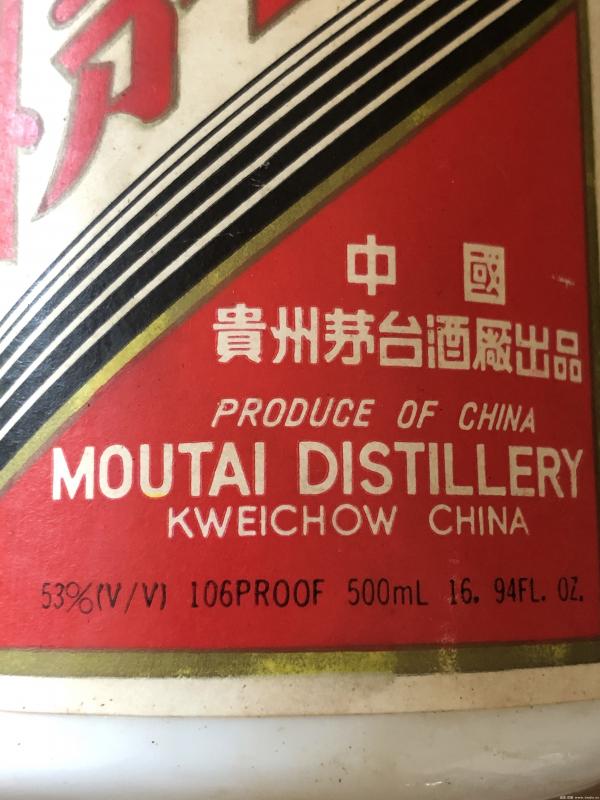 中 國
貴州茅台酒廠出品
PRODUCE OF CHINA
MOUTAI DISTILLERY
KWEICHOW CHINA
53%(V/V) 106PROOF 500mL 16. 94FL. OZ.